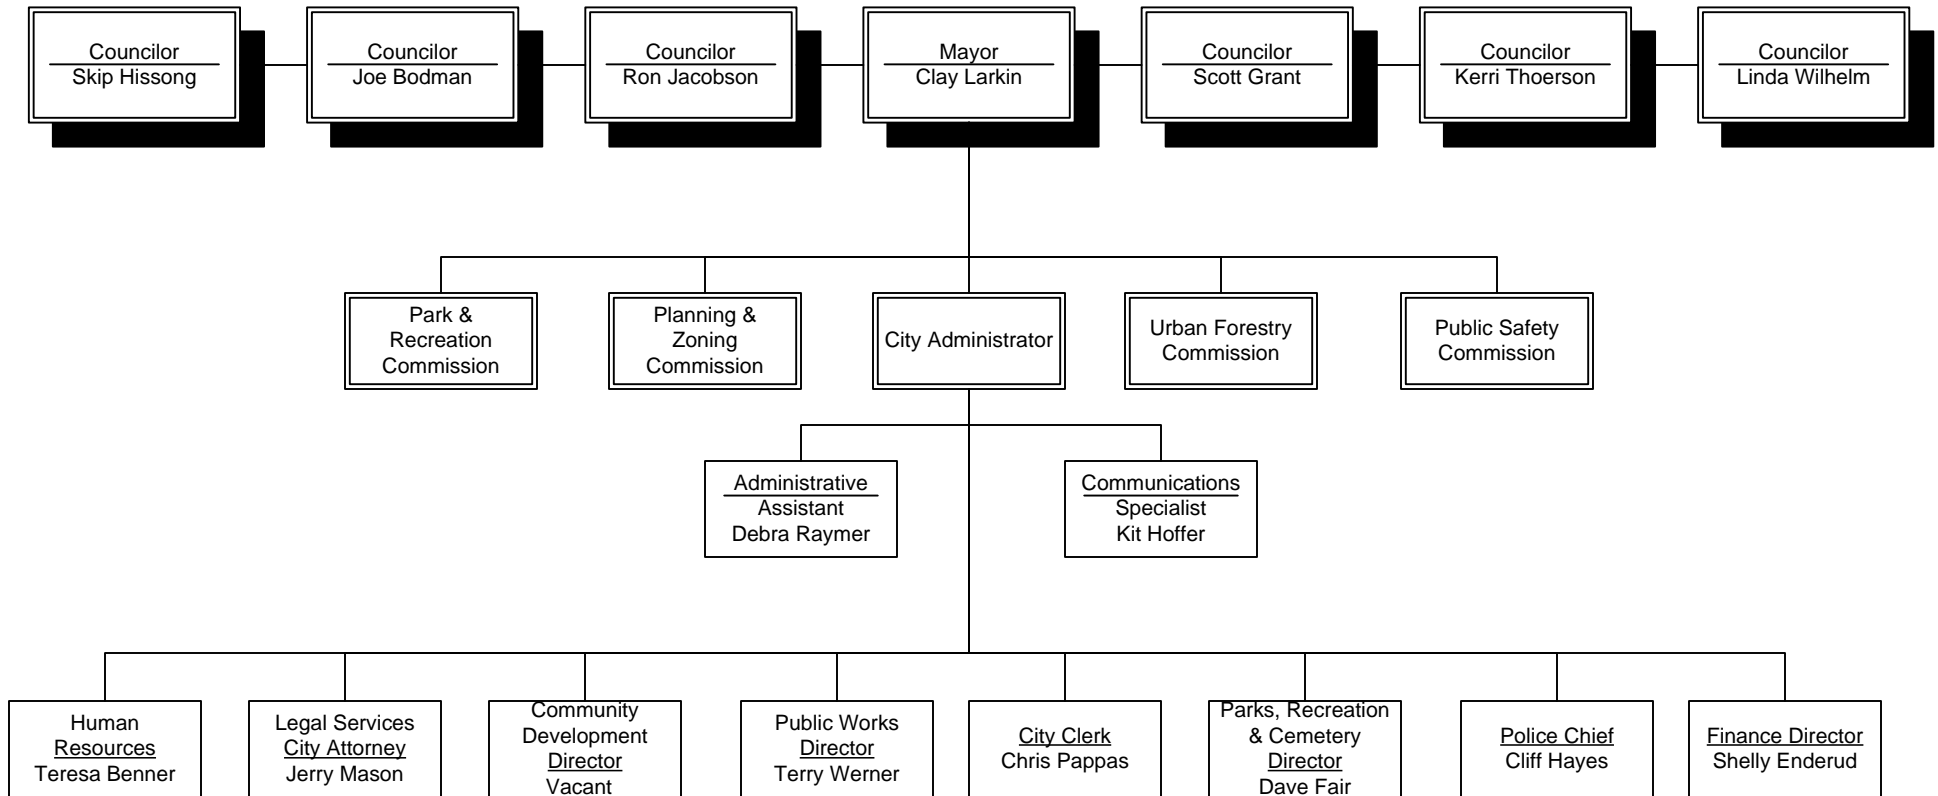 Councilor
Skip Hissong
Councilor
Joe Bodman
Councilor
Ron Jacobson
Mayor
Clay Larkin
Councilor
Scott Grant
Councilor
Kerri Thoerson
Councilor
Linda Wilhelm
Park &
Recreation
Commission
Planning &
Zoning
Commission
City Administrator
Urban Forestry
Commission
Public Safety
Commission
Administrative
Assistant
Debra Raymer
Communications
Specialist
Kit Hoffer
Human
Resources
Teresa Benner
Legal Services
City Attorney
Jerry Mason
Community
Development
Director
Vacant
Public Works
Director
Terry Werner
City Clerk
Chris Pappas
Parks, Recreation
& Cemetery
Director
Dave Fair
Police Chief
Cliff Hayes
Finance Director
Shelly Enderud